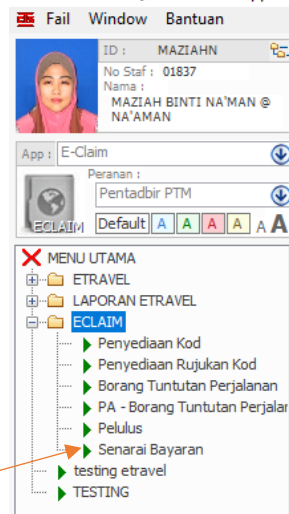 Fail Window Bantuan
ID : MAZIAHN
No Staf : 01837
Nama :
MAZIAH BINTI NA'MAN @
NA'AMAN
App : E-Claim
Peranan :
Pentadbir PTM
ECLAIM Default A A A A A A
MENU UTAMA
ETRAVEL
LAPORAN ETRAVEL
ECLAIM
Penyediaan Kod
Penyediaan Rujukan Kod
Borang Tuntutan Perjalanan
PA - Borang Tuntutan Perjalar
Pelulus
Senarai Bayaran
testing etravel
TESTING